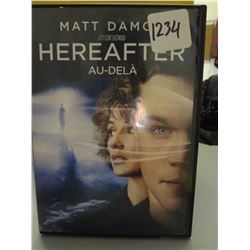 MATT DAMO
1234
HEREAFTER
AU-DELÀ